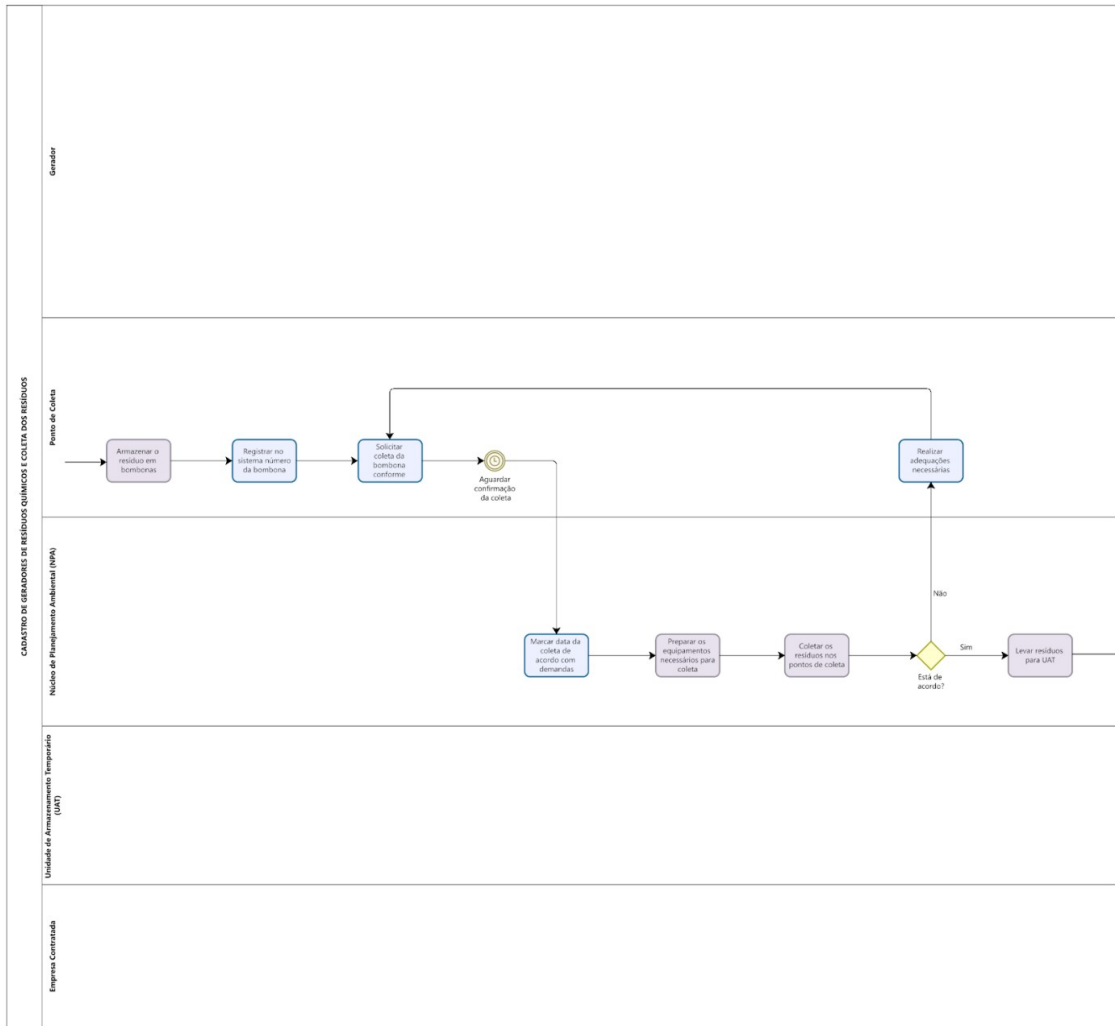 CADASTRO DE GERADORES DE RESÍDUOS QUÍMICOS E COLETA DOS RESÍDUOS
Gerador
Ponto de Coleta
Armazenar o
resíduo em
bombonas
Registrar no
sistema número
da bombona
Solicitar
coleta da
bombona
conforme
Aguardar
confirmação
da coleta
Realizar
adequações
necessárias
Núcleo de Planejamento Ambiental (NPA)
Marcar data da
coleta de
acordo com
demandas
Preparar os
equipamentos
necessários para
coleta
Coletar os
resíduos nos
pontos de coleta
Não
Está de
acordo?
Sim
Levar resíduos
para UAT
Unidade de Armazenamento Temporário
(UAT)
Empresa Contratada